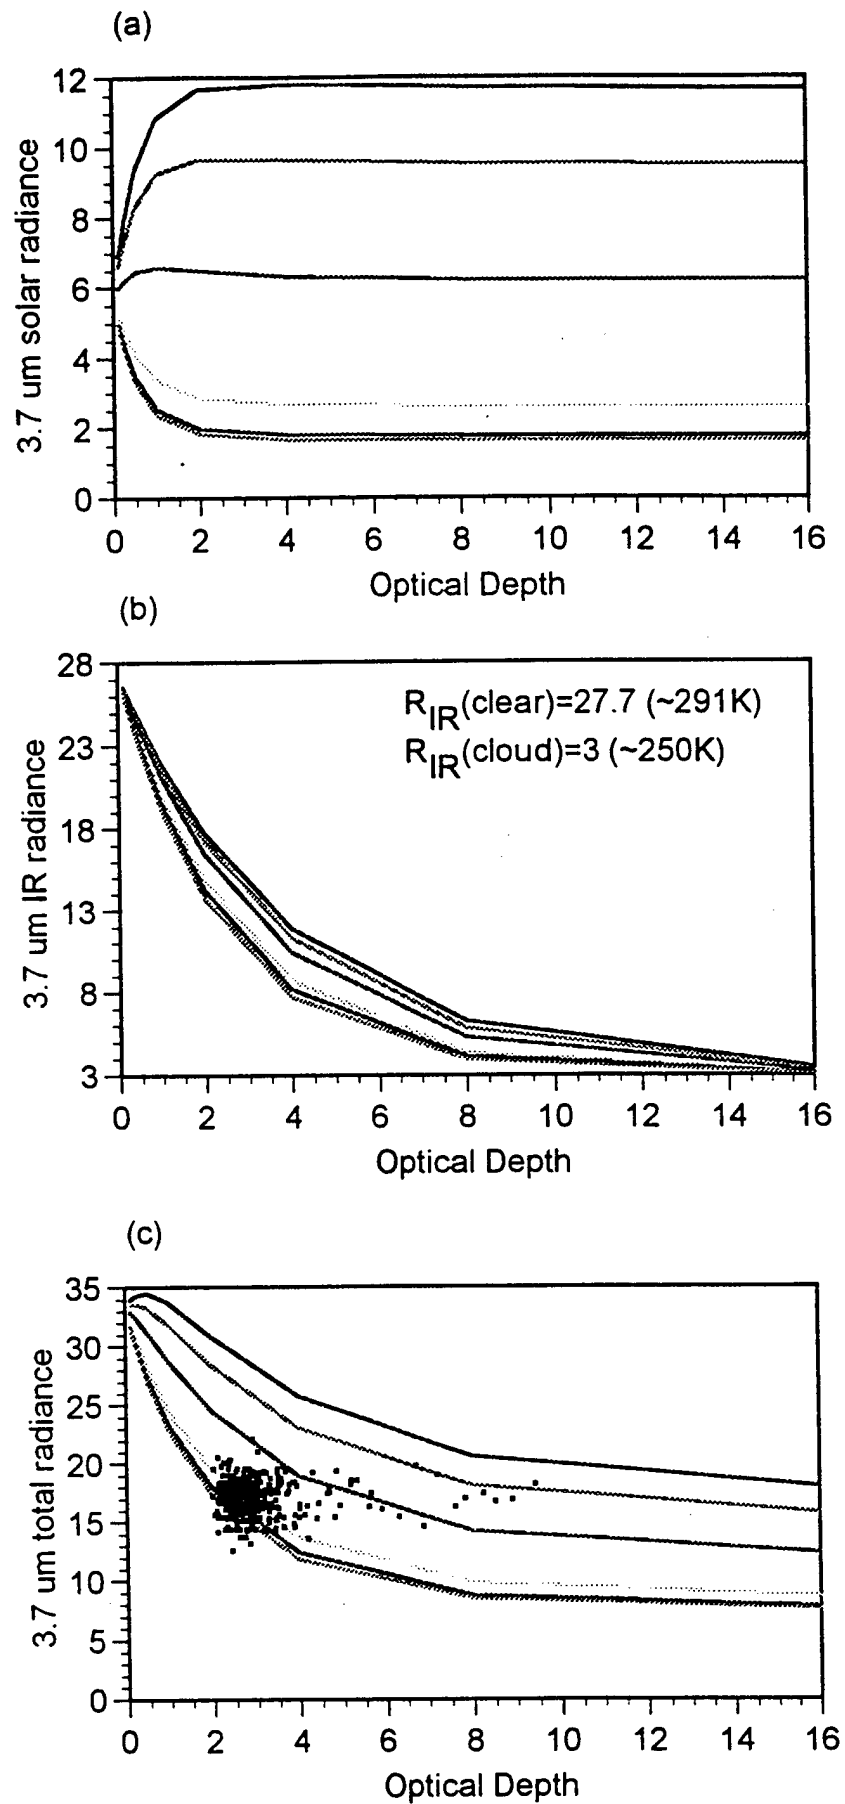 (a)
12
10
8
6
4
2
0
3.7 um solar radiance
0 2 4 6 8 10 12 14 16
Optical Depth
(b)
28
23
18
13
8
3
3.7 um IR radiance
R_IR(clear)=27.7 (~291K)
R_IR(cloud)=3 (~250K)
0 2 4 6 8 10 12 14 16
Optical Depth
(c)
35
30
25
20
15
10
5
0
3.7 um total radiance
0 2 4 6 8 10 12 14 16
Optical Depth